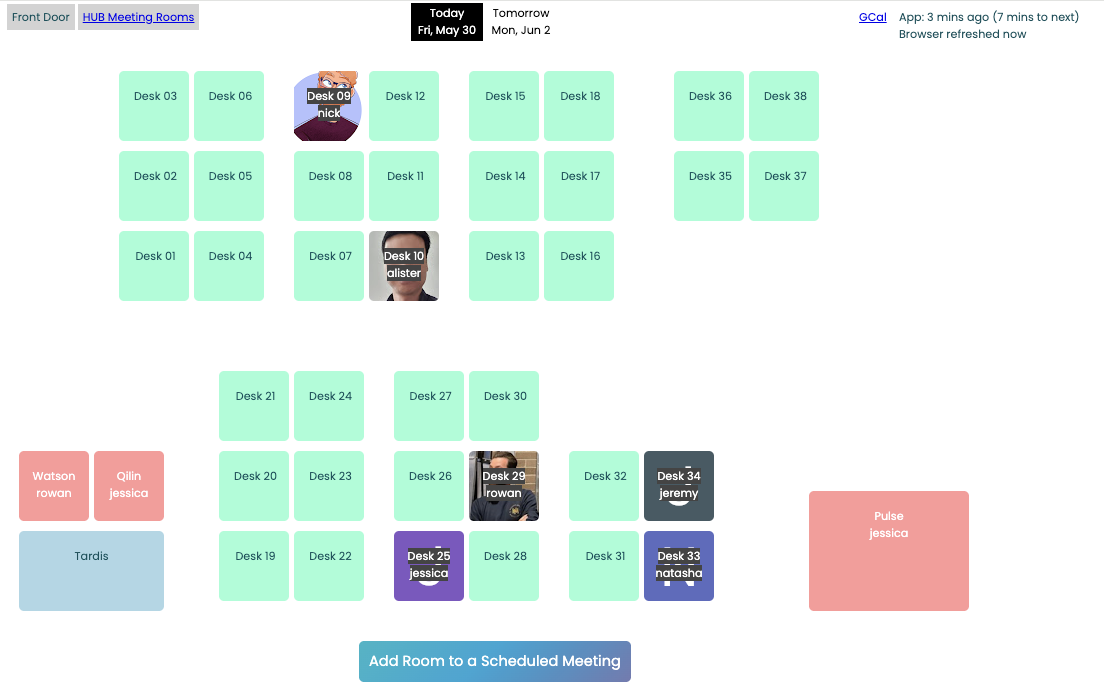 Front Door
HUB Meeting Rooms
Today
Fri, May 30
Tomorrow
Mon, Jun 2
GCal
App: 3 mins ago (7 mins to next)
Browser refreshed now
Desk 03
Desk 06
Desk 09
nick
Desk 12
Desk 15
Desk 18
Desk 36
Desk 38
Desk 02
Desk 05
Desk 08
Desk 11
Desk 14
Desk 17
Desk 35
Desk 37
Desk 01
Desk 04
Desk 07
Desk 10
alister
Desk 13
Desk 16
Desk 21
Desk 24
Desk 27
Desk 30
Watson
rowan
Qilin
jessica
Desk 20
Desk 23
Desk 26
Desk 29
rowan
Desk 32
Desk 34
jeremy
Pulse
jessica
Tardis
Desk 19
Desk 22
Desk 25
jessica
Desk 28
Desk 31
Desk 33
natasha
Add Room to a Scheduled Meeting